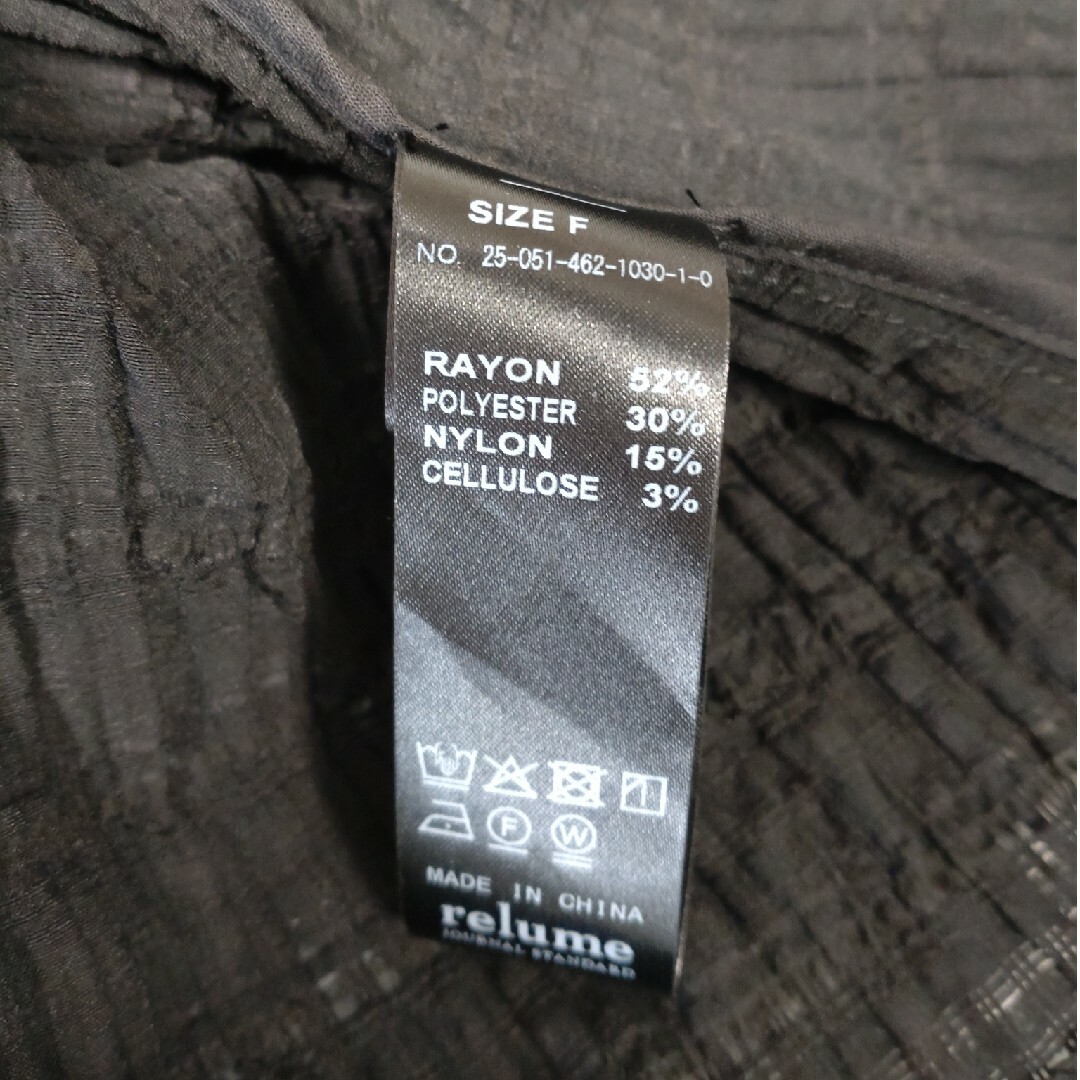 SIZE F
NO. 25-051-462-1030-1-0
RAYON 52%
POLYESTER 30%
NYLON 15%
CELLULOSE 3%
F W
MADE IN CHINA
relume
JOURNAL STANDARD